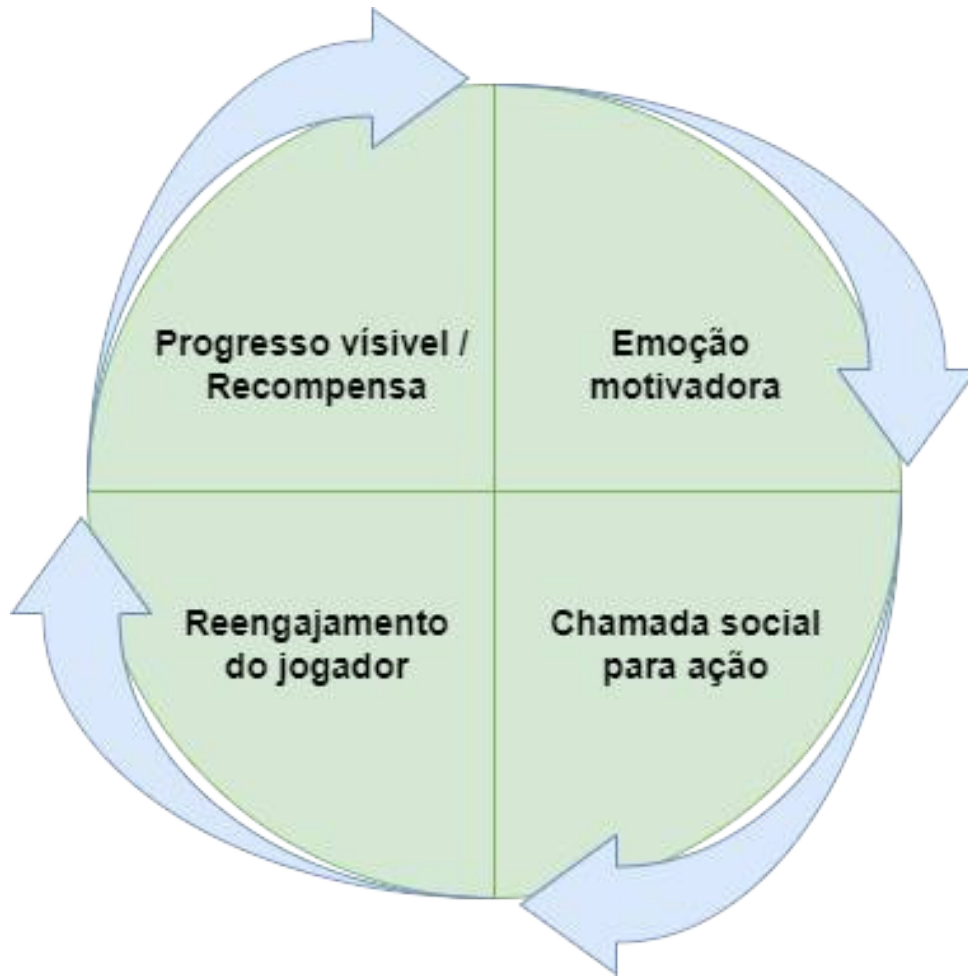 Progresso vísivel /
Recompensa
Emoção
motivadora
Reengajamento
do jogador
Chamada social
para ação